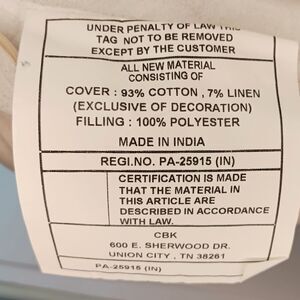 UNDER PENALTY OF LAW THIS
TAG NOT TO BE REMOVED
EXCEPT BY THE CUSTOMER
ALL NEW MATERIAL
CONSISTING OF
COVER : 93% COTTON , 7% LINEN
(EXCLUSIVE OF DECORATION)
FILLING : 100% POLYESTER
MADE IN INDIA
REGI.NO. PA-25915 (IN)
CERTIFICATION IS MADE
THAT THE MATERIAL IN
THIS ARTICLE ARE
DESCRIBED IN ACCORDANCE
WITH LAW.
CBK
600 E. SHERWOOD DR.
UNION CITY , TN 38261
PA-25915 (IN)